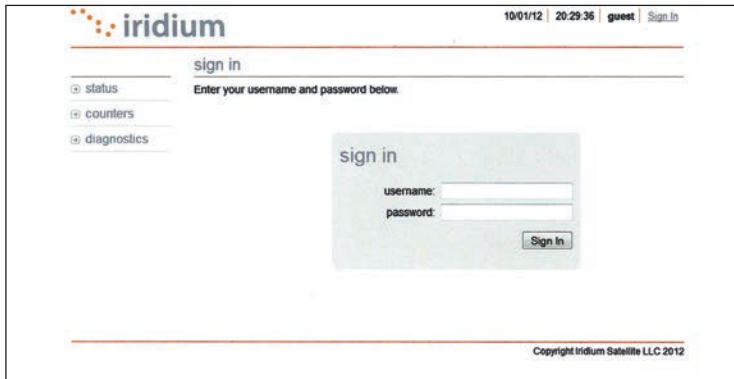 iridium
10/01/12 20:29:36 guest Sign In
sign in
status
counters
diagnostics
Enter your username and password below.
sign in
username:
password:
Sign In
Copyright Iridium Satellite LLC 2012